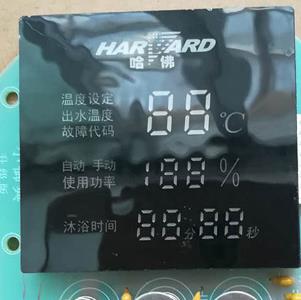 HARVARD
哈佛
温度设定
出水温度
故障代码
88℃
自动 手动
使用功率
188%
沐浴时间
88分88秒